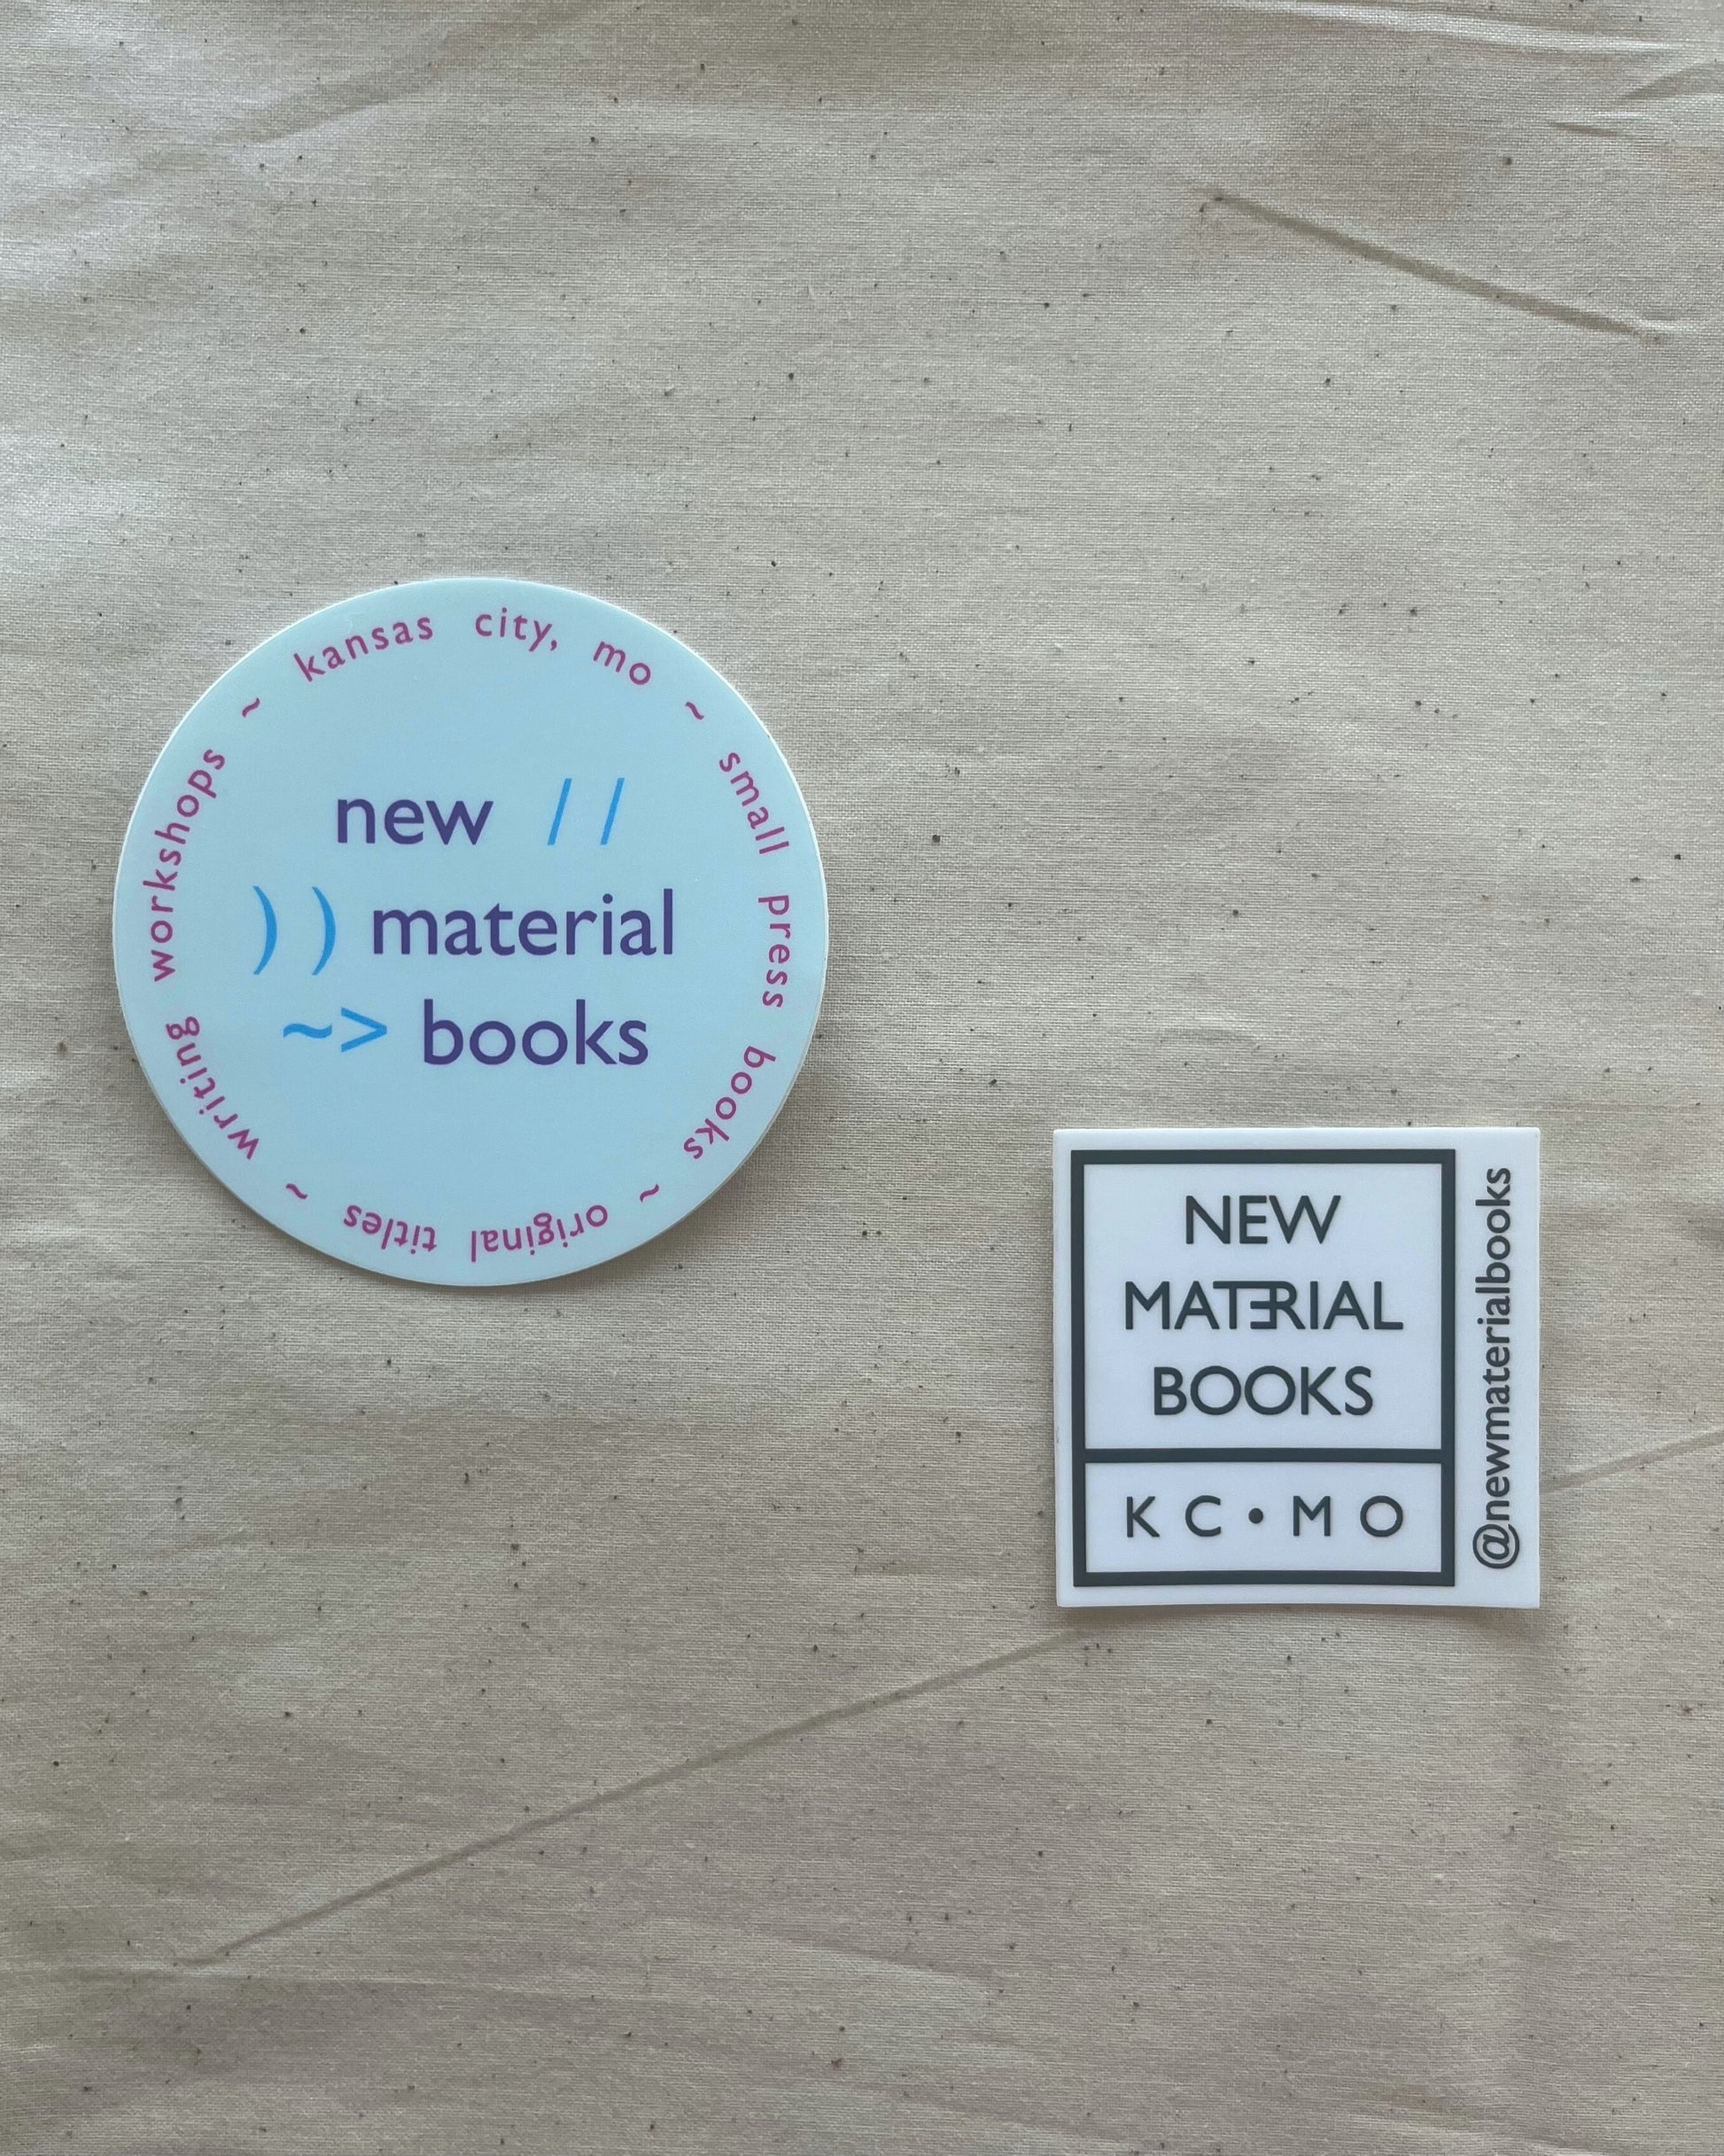 kansas city, mo ~ small press books ~ original titles ~ writing workshops ~
new //
))material
~> books
NEW
MATERIAL
BOOKS
KC•MO
@newmaterialbooks